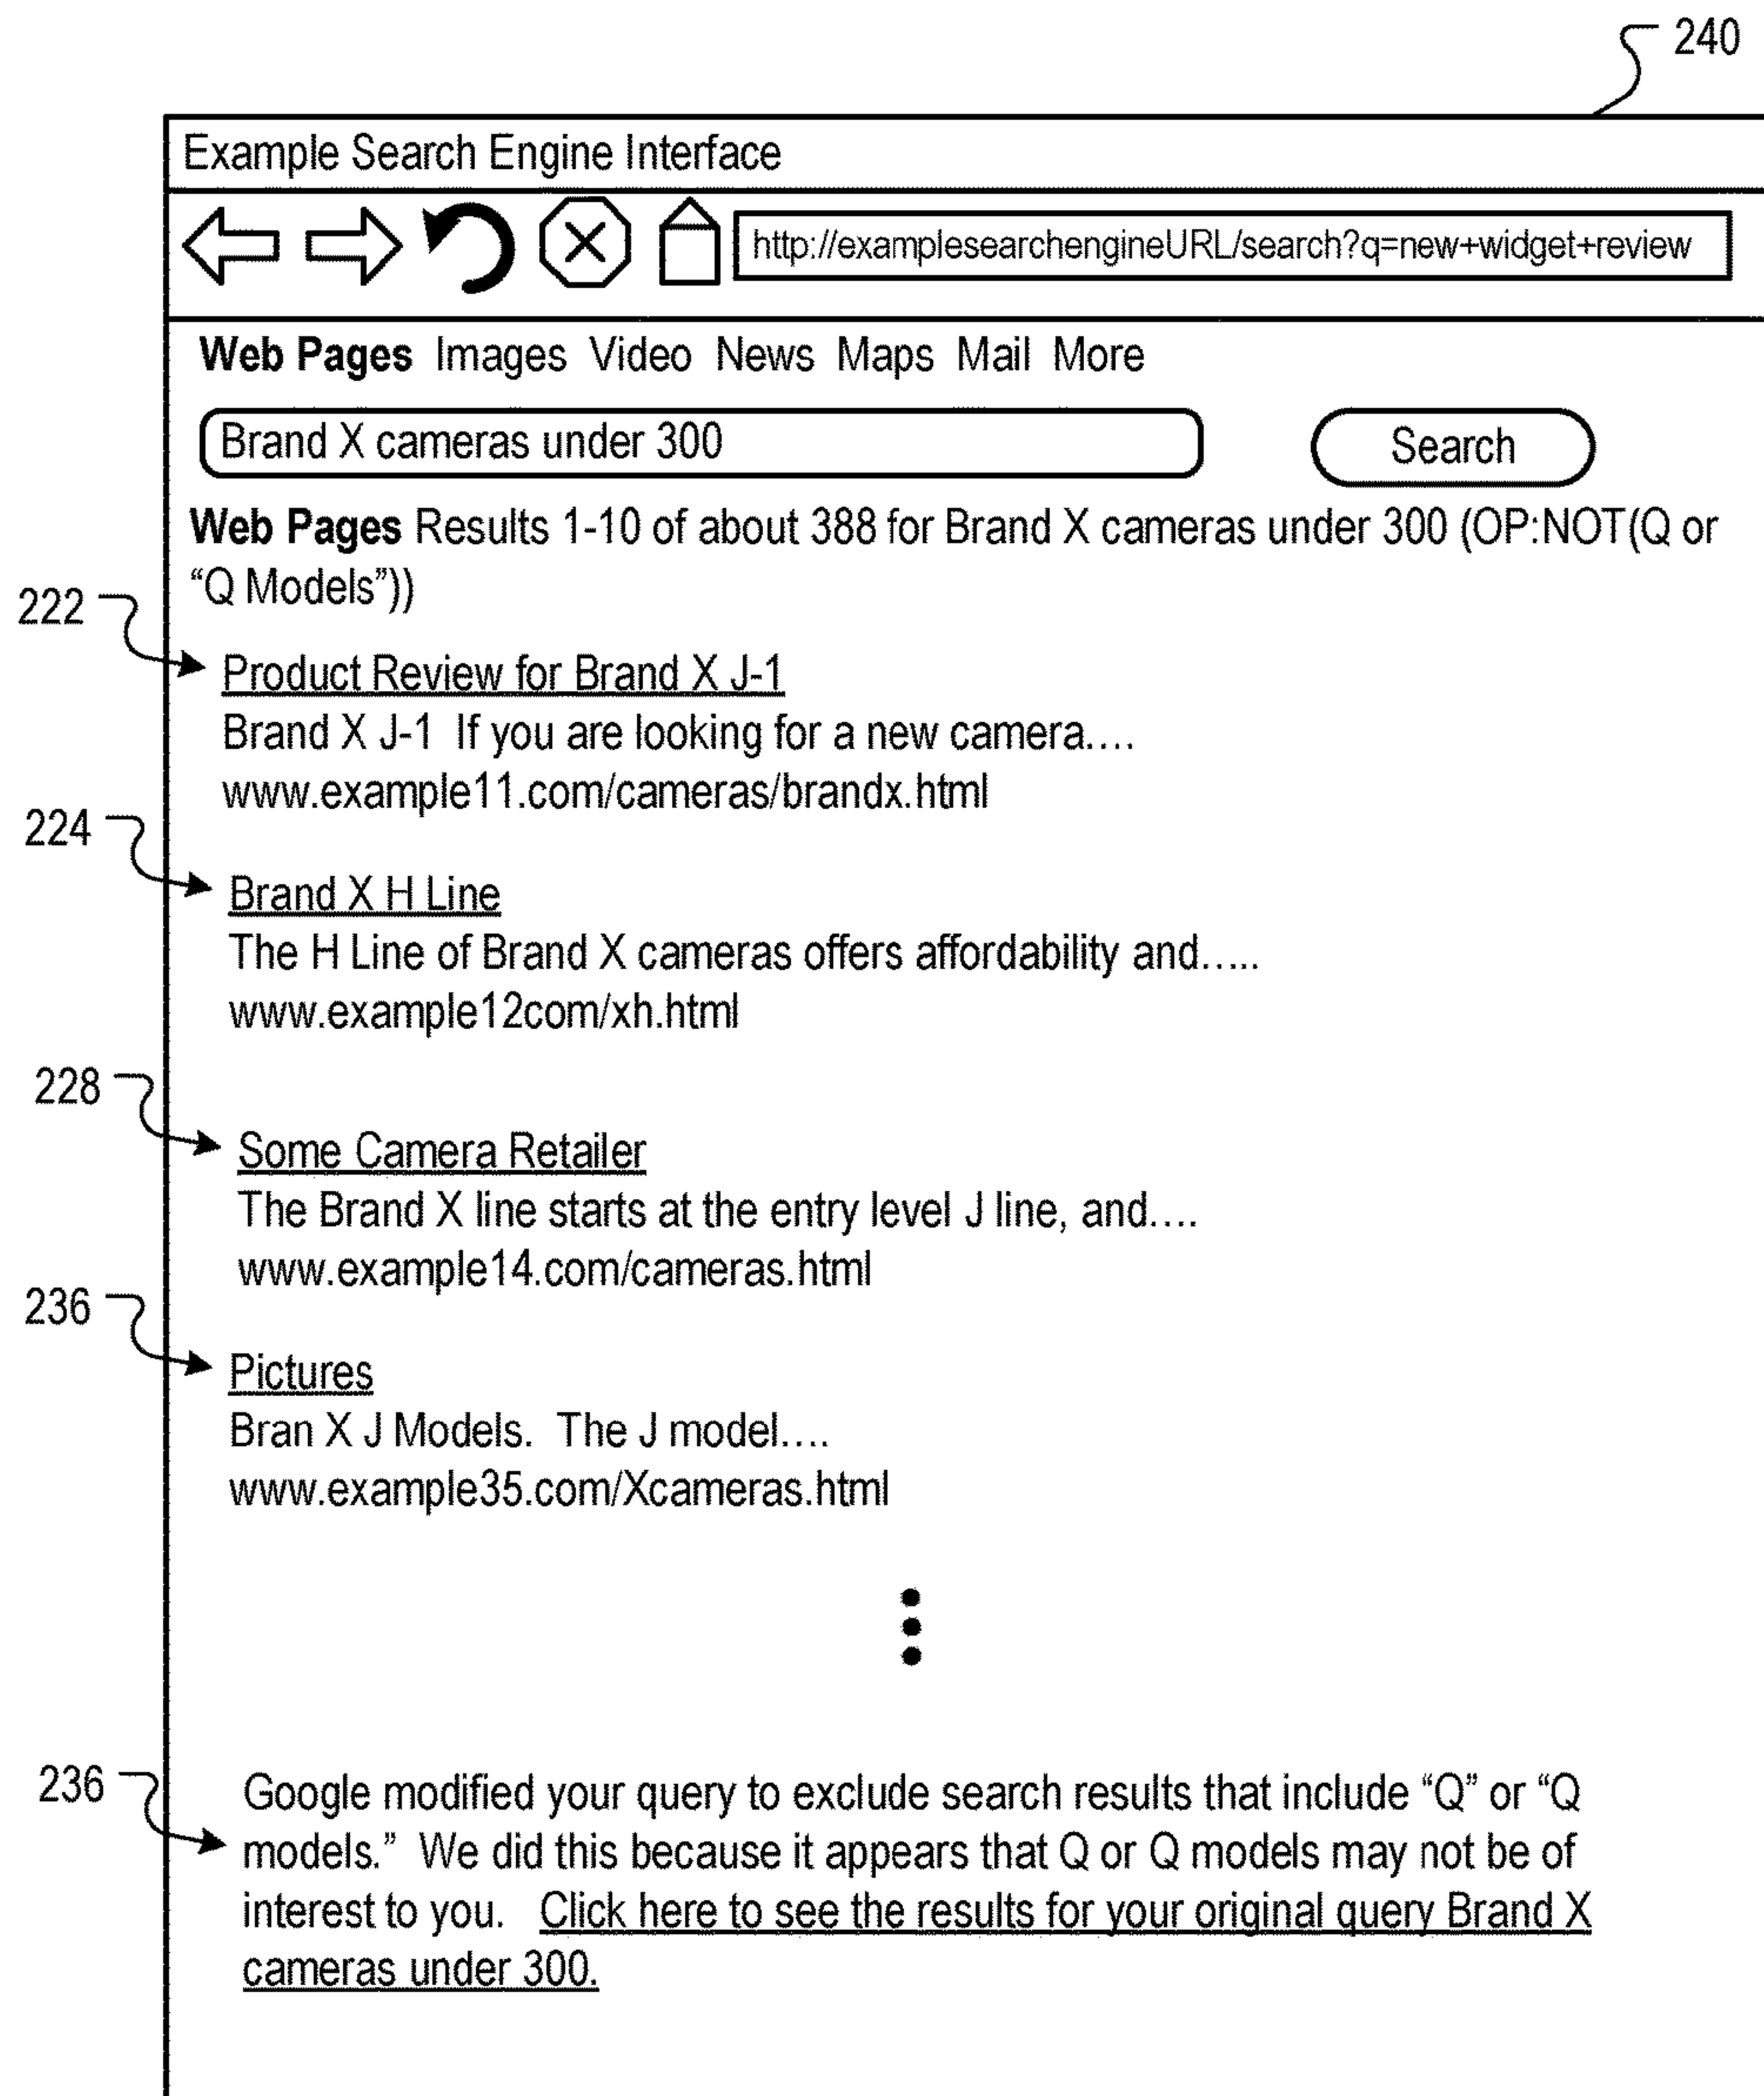 240
Example Search Engine Interface
http://examplesearchengineURL/search?q=new+widget+review
Web Pages Images Video News Maps Mail More
Brand X cameras under 300
Search
Web Pages Results 1-10 of about 388 for Brand X cameras under 300 (OP:NOT(Q or
“Q Models”))
222
Product Review for Brand X J-1
Brand X J-1 If you are looking for a new camera....
www.example11.com/cameras/brandx.html
224
Brand X H Line
The H Line of Brand X cameras offers affordability and.....
www.example12com/xh.html
228
Some Camera Retailer
The Brand X line starts at the entry level J line, and....
www.example14.com/cameras.html
236
Pictures
Bran X J Models. The J model....
www.example35.com/Xcameras.html
236
Google modified your query to exclude search results that include “Q” or “Q
models.” We did this because it appears that Q or Q models may not be of
interest to you. Click here to see the results for your original query Brand X
cameras under 300.